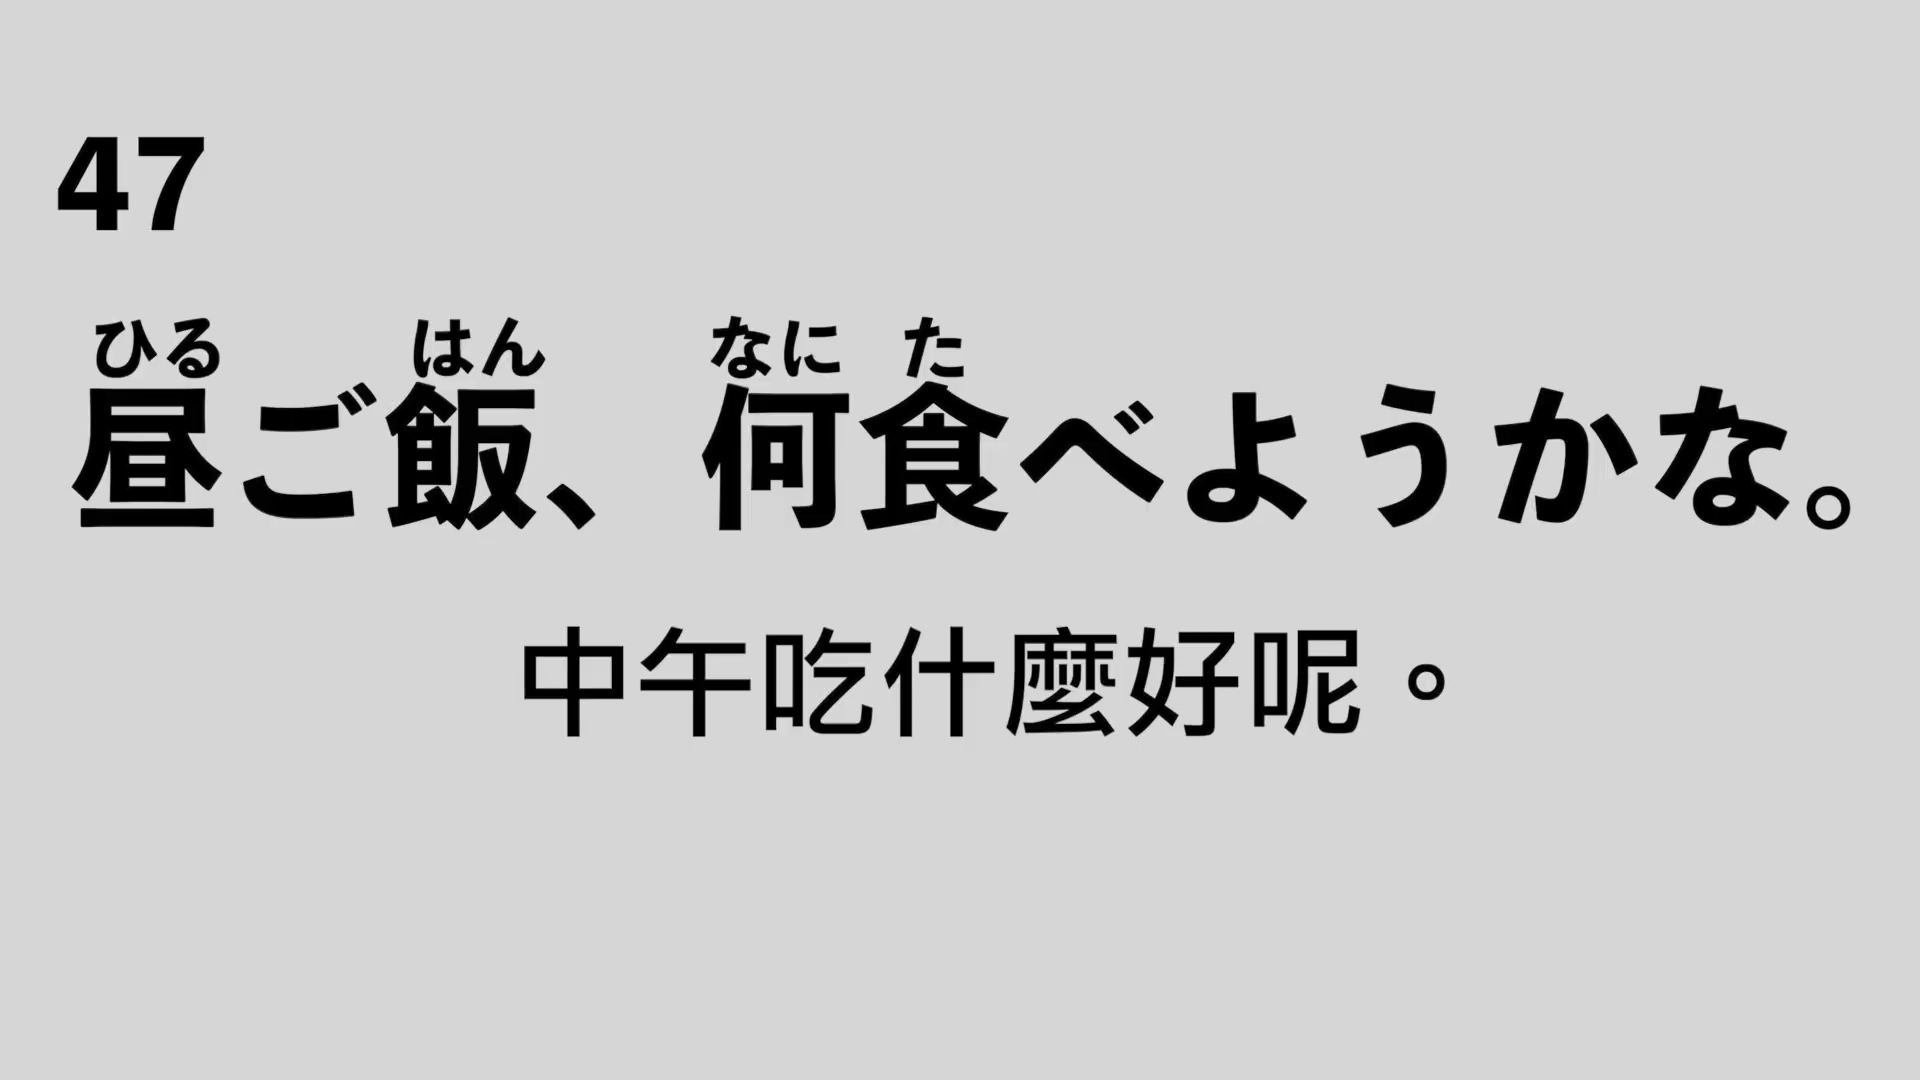 47
ひる はん なに た
昼ご飯、何食べようかな。
中午吃什麼好呢。